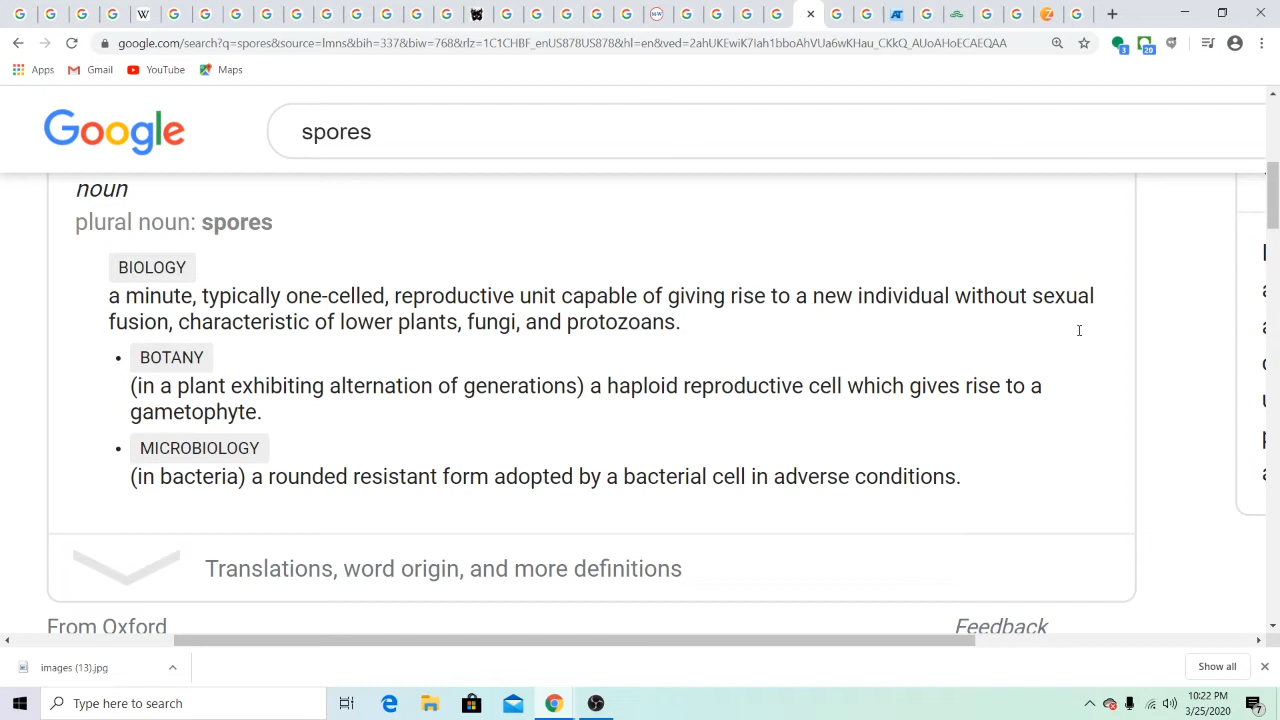 google.com/search?q=spores&source=lmns&bih=337&biw=768&rlz=1C1CHBF_enUS878US878&hl=en&ved=2ahUKEwiK7Iah1bboAhVUa6wKHau_CKkQ_AUoAHoECAEQAA
3
20
Apps
Gmail
YouTube
Maps
Google
spores
noun
plural noun: spores
BIOLOGY
a minute, typically one-celled, reproductive unit capable of giving rise to a new individual without sexual
fusion, characteristic of lower plants, fungi, and protozoans.
BOTANY
(in a plant exhibiting alternation of generations) a haploid reproductive cell which gives rise to a
gametophyte.
MICROBIOLOGY
(in bacteria) a rounded resistant form adopted by a bacterial cell in adverse conditions.
Translations, word origin, and more definitions
From Oxford
Feedback
images (13).jpg
Show all
Type here to search
10:22 PM
3/25/2020
7